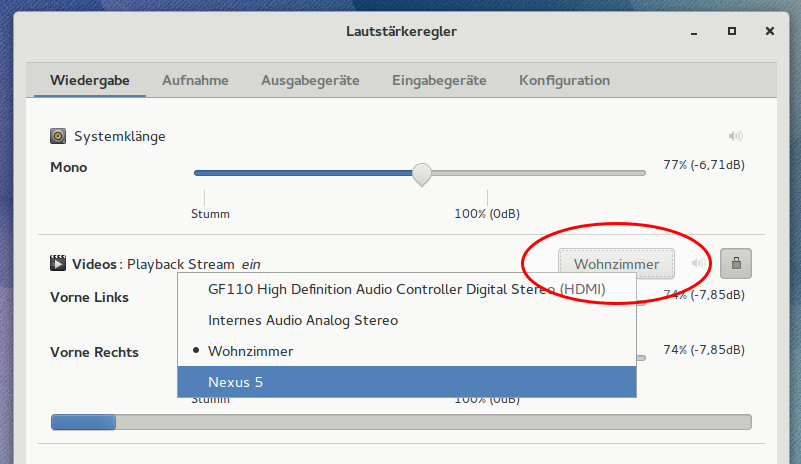 Lautstärkeregler
Wiedergabe Aufnahme Ausgabegeräte Eingabegeräte Konfiguration
Systemklänge
Mono 77% (-6,71dB)
Stumm 100% (0dB)
Videos: Playback Stream ein Wohnzimmer
GF110 High Definition Audio Controller Digital Stereo (HDMI)
Vorne Links 74% (-7,85dB)
Internes Audio Analog Stereo
Wohnzimmer
Vorne Rechts 74% (-7,85dB)
Nexus 5
Stumm 100% (0dB)